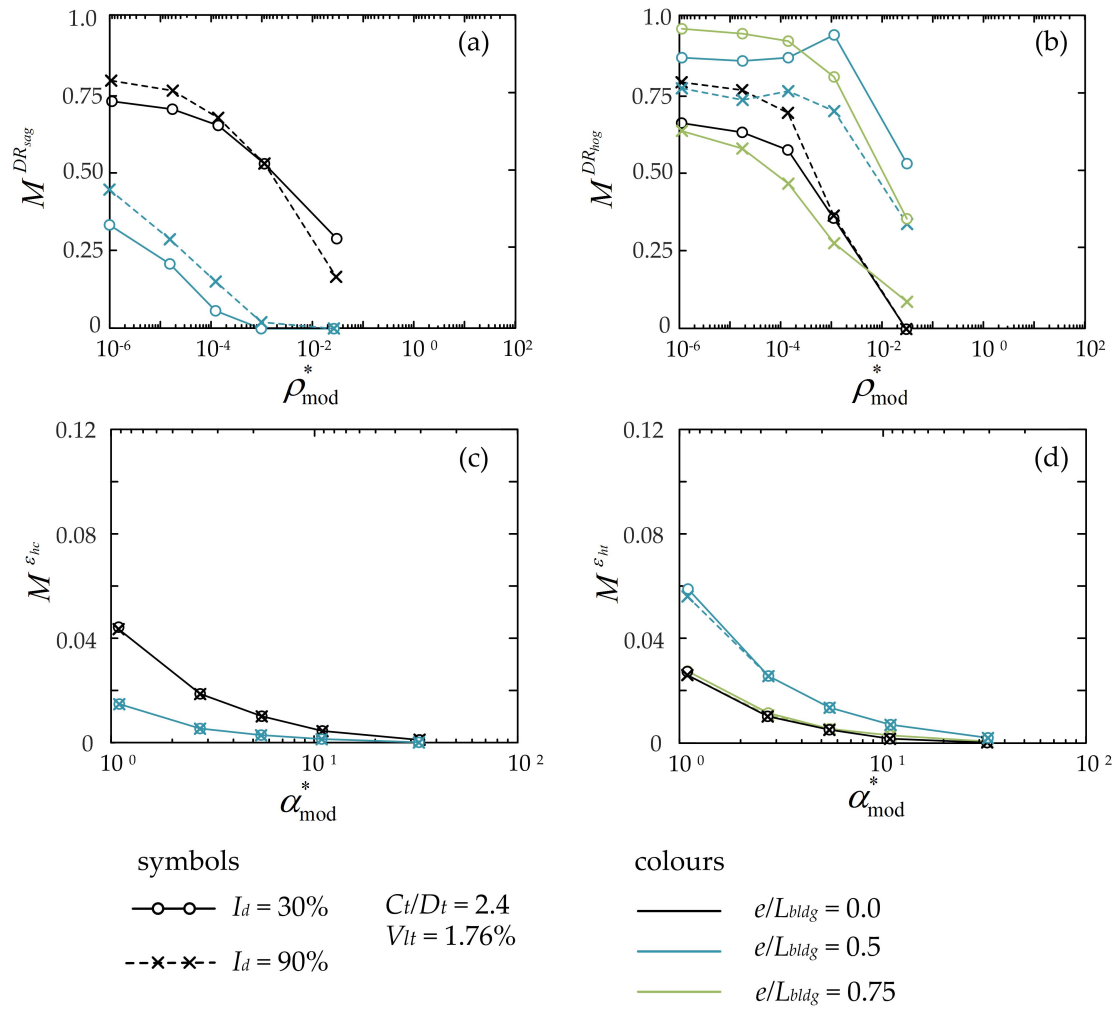 1.0
0.75
0.50
0.25
0
M^{DR_{sag}}
(a)
10^{-6} 10^{-4} 10^{-2} 10^{0} 10^{2}
ρ^{*}_{mod}
1.0
0.75
0.50
0.25
0
M^{DR_{hog}}
(b)
10^{-6} 10^{-4} 10^{-2} 10^{0} 10^{2}
ρ^{*}_{mod}
0.12
0.08
0.04
0
M^{ε_{hc}}
(c)
10^{0} 10^{1} 10^{2}
α^{*}_{mod}
0.12
0.08
0.04
0
M^{ε_{ht}}
(d)
10^{0} 10^{1} 10^{2}
α^{*}_{mod}
symbols
I_d = 30%
I_d = 90%
C_t/D_t = 2.4
V_{lt} = 1.76%
colours
e/L_{bldg} = 0.0
e/L_{bldg} = 0.5
e/L_{bldg} = 0.75